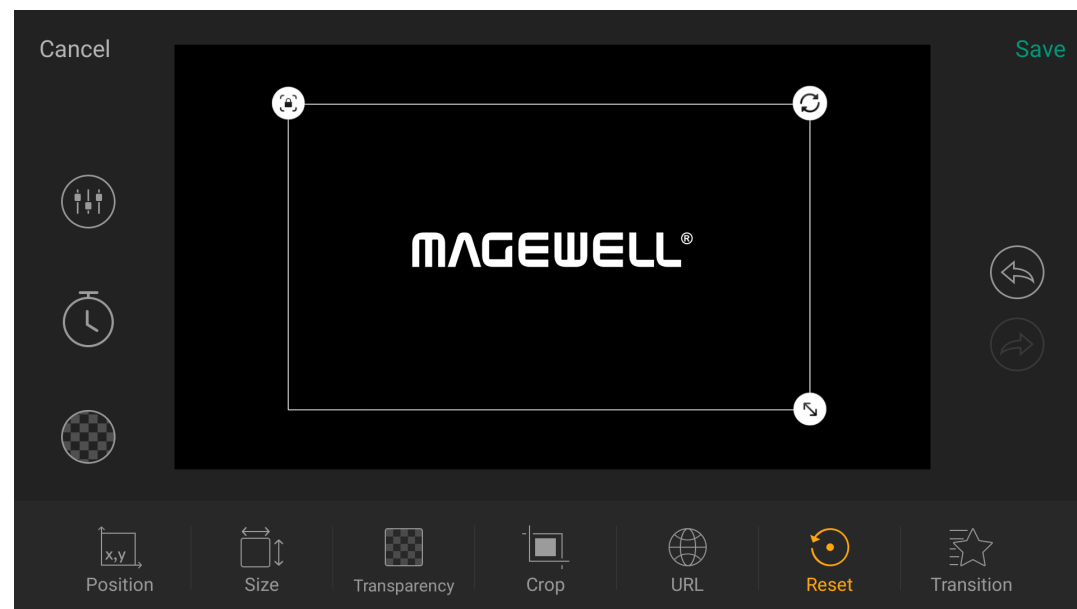 Cancel
Save
MAGEWELL®
x,y
Position
Size
Transparency
Crop
URL
Reset
Transition